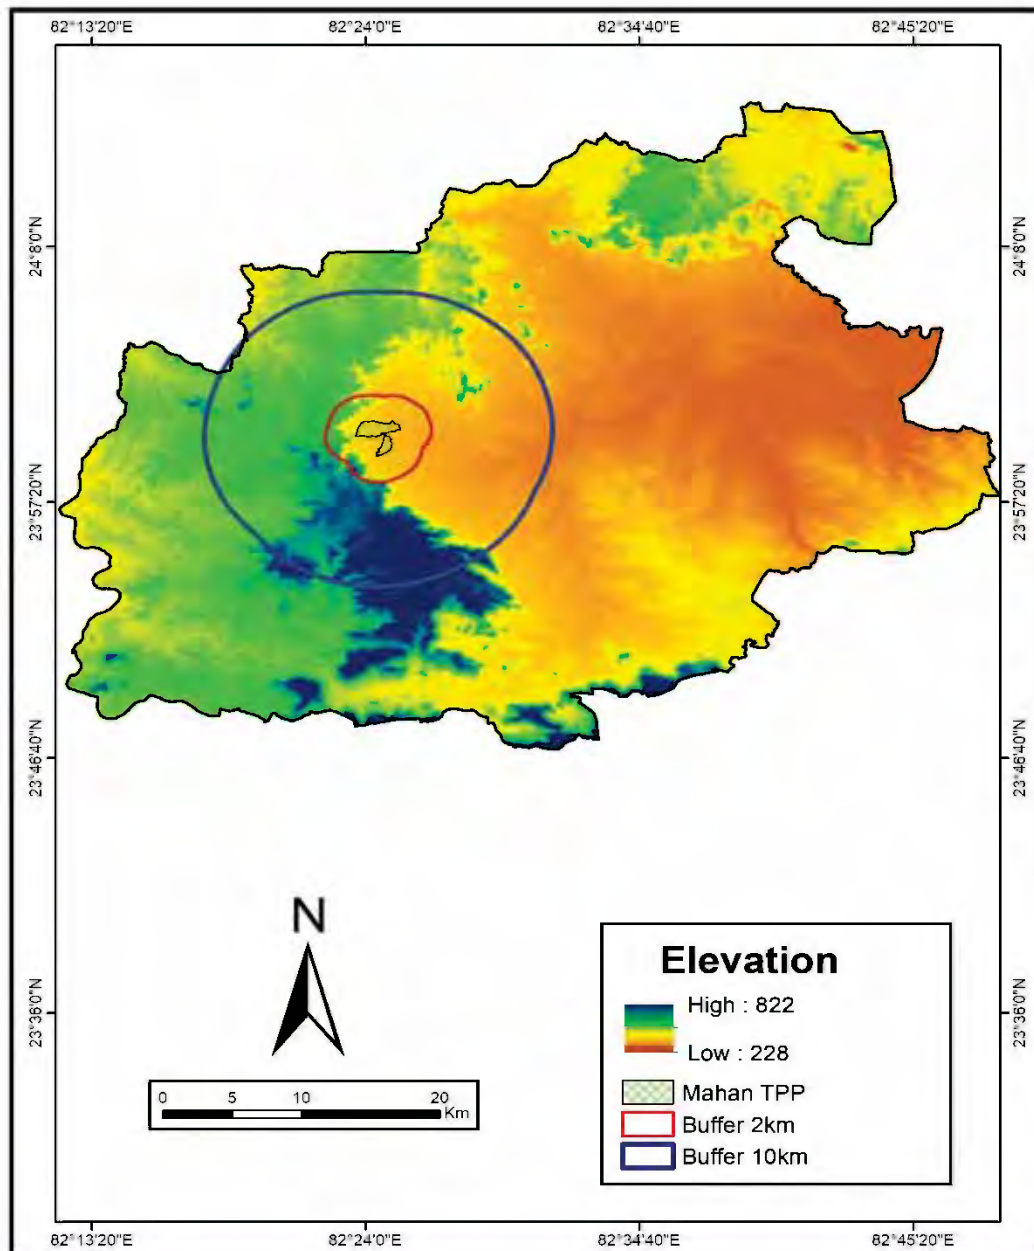 82°13'20"E 82°24'0"E 82°34'40"E 82°45'20"E
24°8'0"N 24°8'0"N
23°57'20"N 23°57'20"N
23°46'40"N 23°46'40"N
N
Elevation
High : 822
Low : 228
23°36'0"N 23°36'0"N
Mahan TPP
0 5 10 20
Km
Buffer 2km
Buffer 10km
82°13'20"E 82°24'0"E 82°34'40"E 82°45'20"E